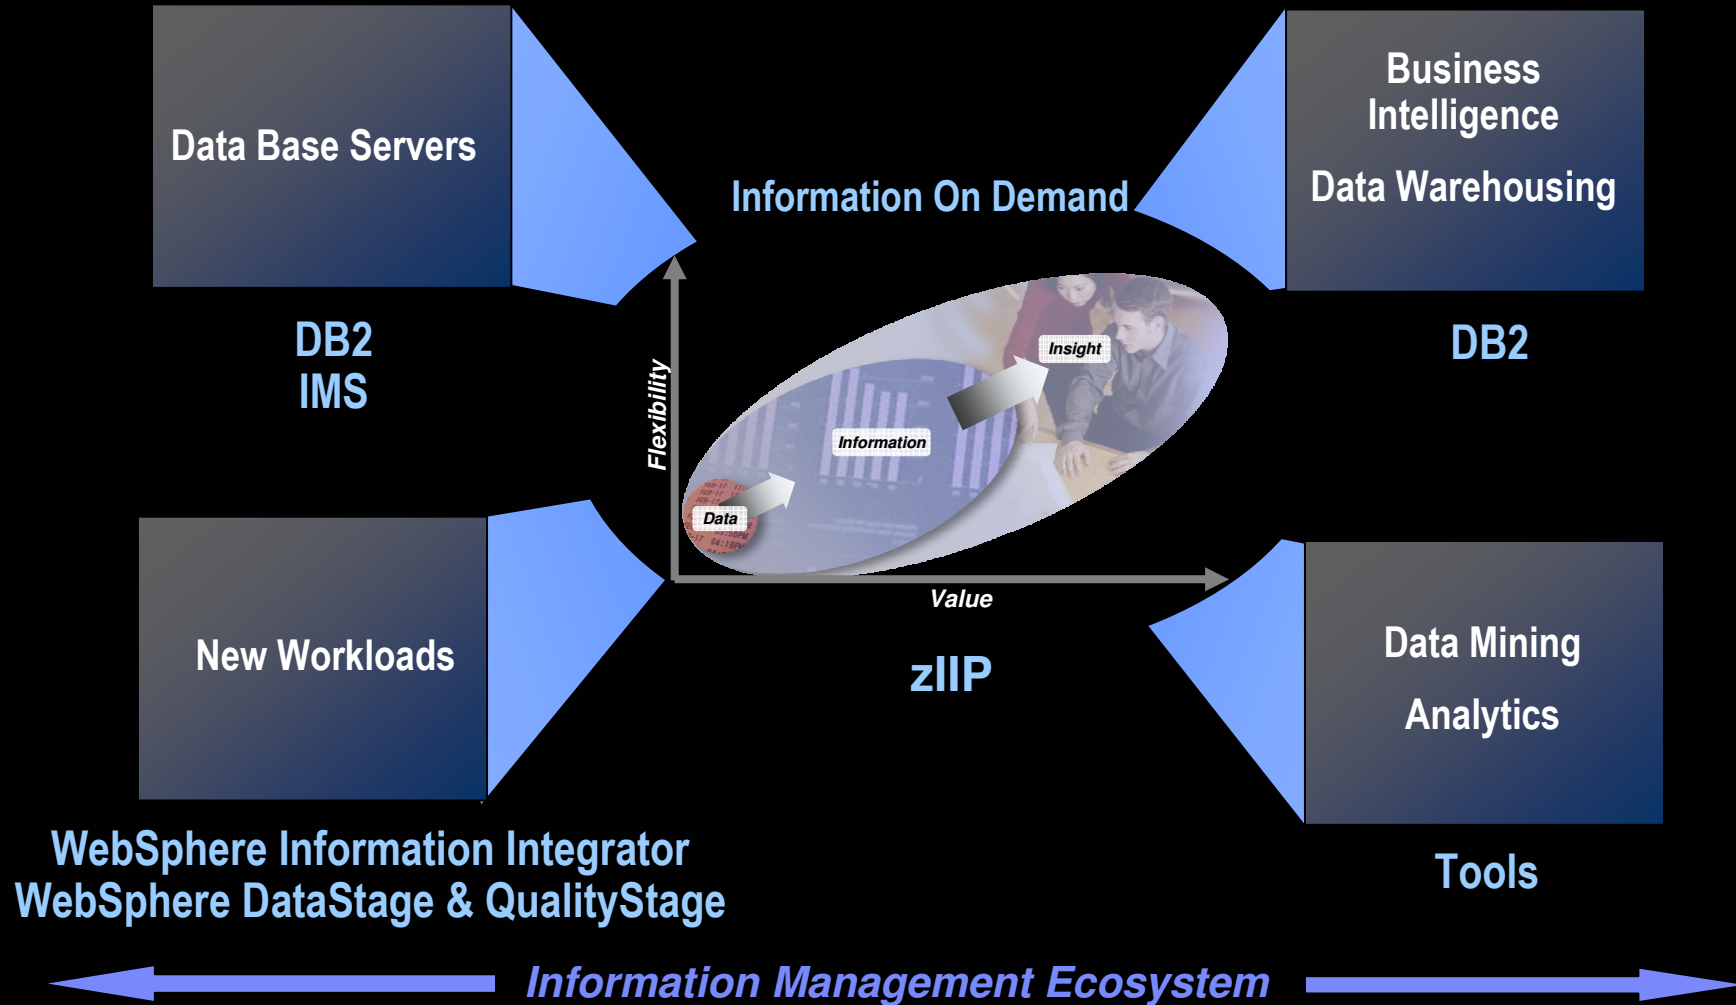 Data Base Servers
DB2
IMS
Information On Demand
Business
Intelligence
Data Warehousing
DB2
Flexibility
Insight
Information
Data
Value
zIIP
New Workloads
WebSphere Information Integrator
WebSphere DataStage & QualityStage
Data Mining
Analytics
Tools
Information Management Ecosystem